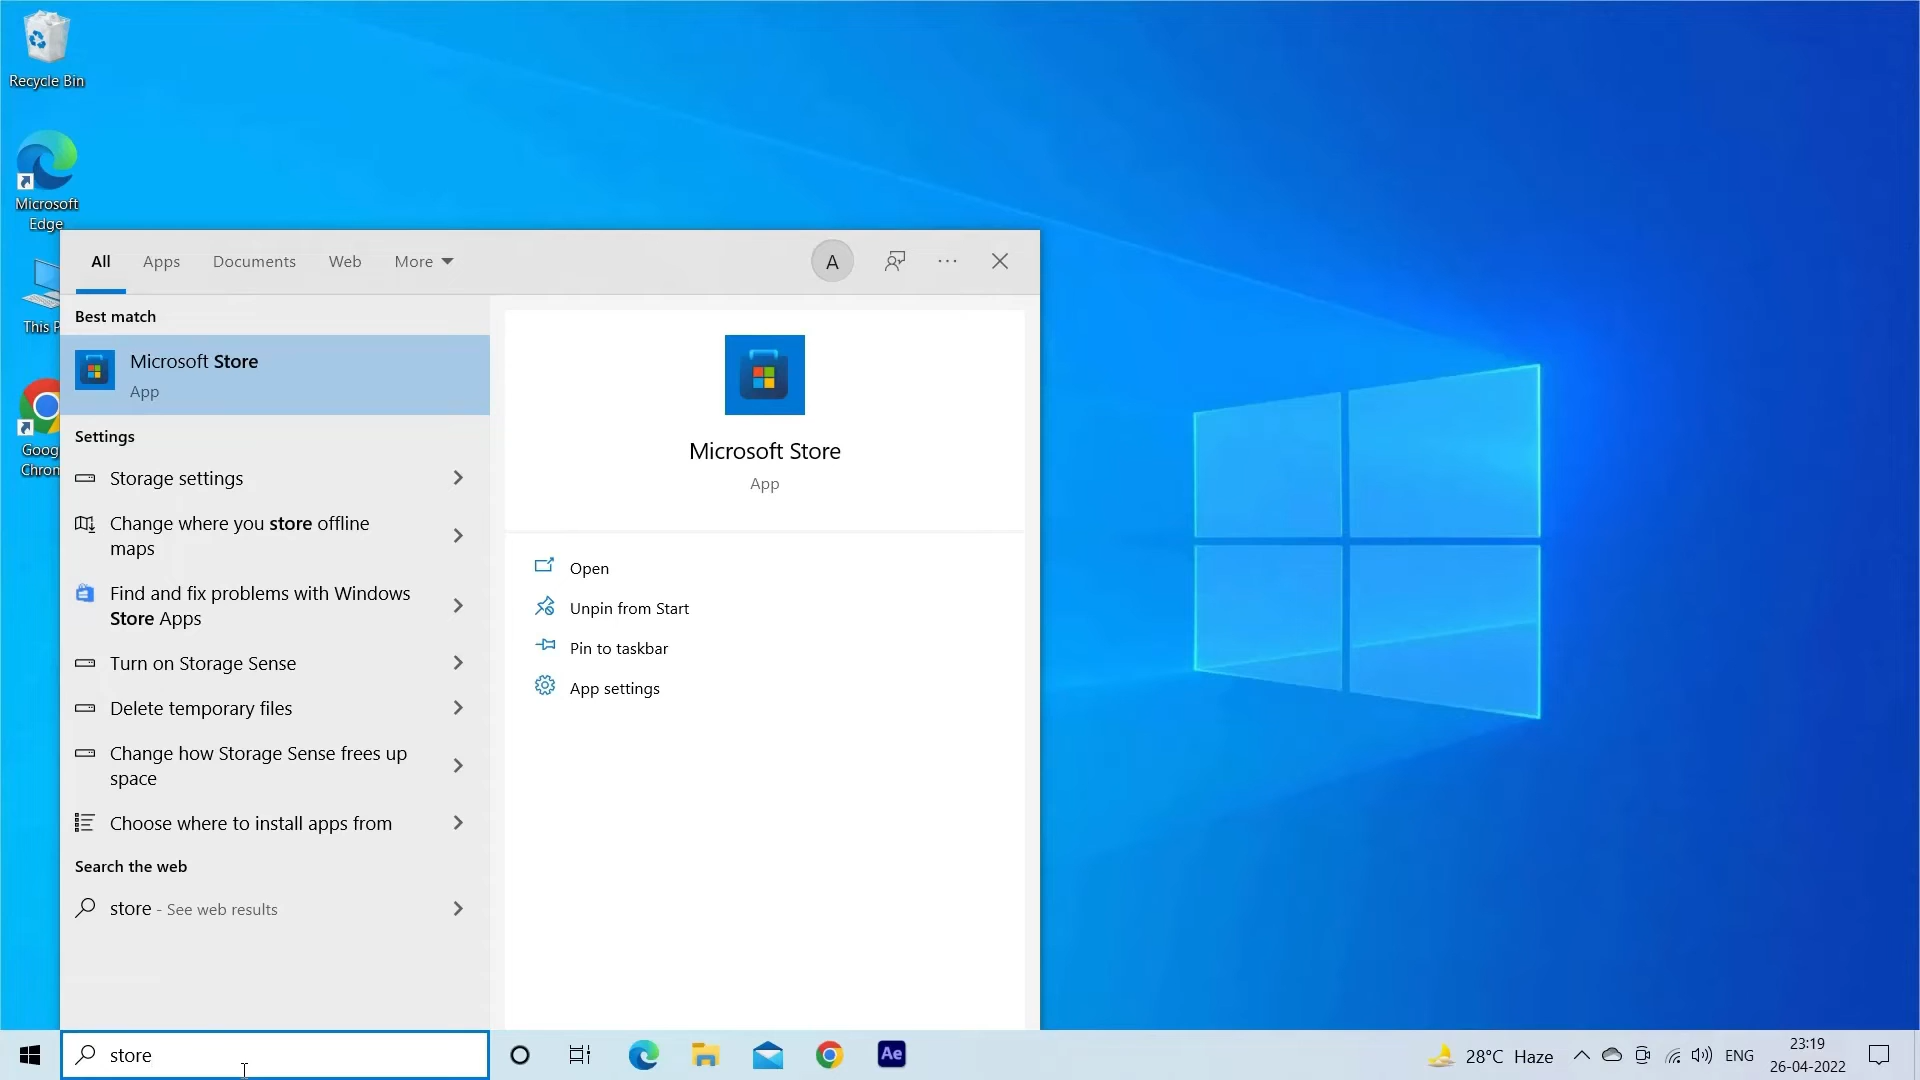 Recycle Bin
Microsoft
Edge
This P
Goog
Chrom
All Apps Documents Web More
A
Best match
Microsoft Store
App
Settings
Storage settings
Change where you store offline
maps
Find and fix problems with Windows
Store Apps
Turn on Storage Sense
Delete temporary files
Change how Storage Sense frees up
space
Choose where to install apps from
Search the web
store - See web results
Microsoft Store
App
Open
Unpin from Start
Pin to taskbar
App settings
store
Ae
28°C Haze
ENG
23:19
26-04-2022